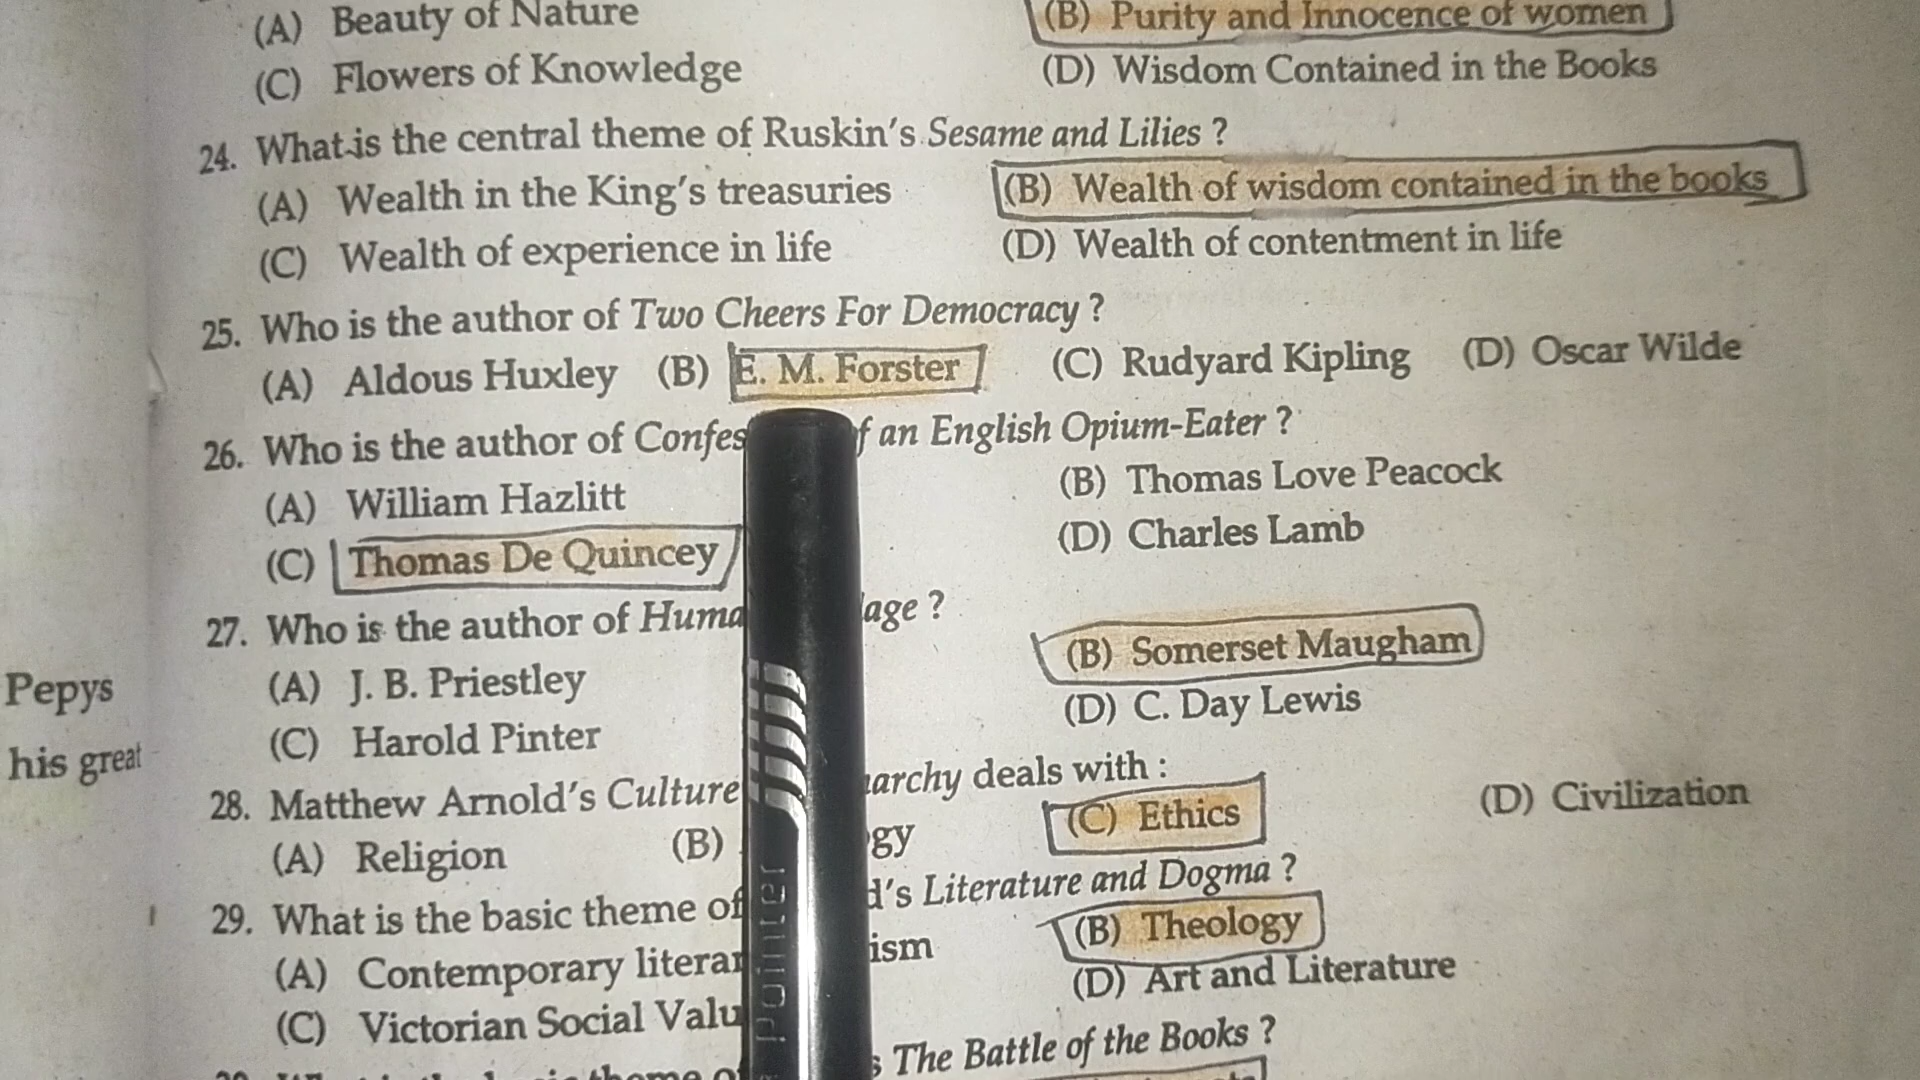 (A) Beauty of Nature (B) Purity and Innocence of women
(C) Flowers of Knowledge (D) Wisdom Contained in the Books
24. What is the central theme of Ruskin's Sesame and Lilies ?
(A) Wealth in the King's treasuries (B) Wealth of wisdom contained in the books
(C) Wealth of experience in life (D) Wealth of contentment in life
25. Who is the author of Two Cheers For Democracy ?
(A) Aldous Huxley (B) E. M. Forster (C) Rudyard Kipling (D) Oscar Wilde
26. Who is the author of Confes f an English Opium-Eater ?
(A) William Hazlitt (B) Thomas Love Peacock
(C) Thomas De Quincey (D) Charles Lamb
27. Who is the author of Huma age ?
(A) J. B. Priestley (B) Somerset Maugham
(C) Harold Pinter (D) C. Day Lewis
28. Matthew Arnold's Culture archy deals with :
(A) Religion (B) gy (C) Ethics (D) Civilization
29. What is the basic theme of d's Literature and Dogma ?
(A) Contemporary literar ism (B) Theology
(C) Victorian Social Valu (D) Art and Literature
s The Battle of the Books ?
Pepys
his great
Pointar